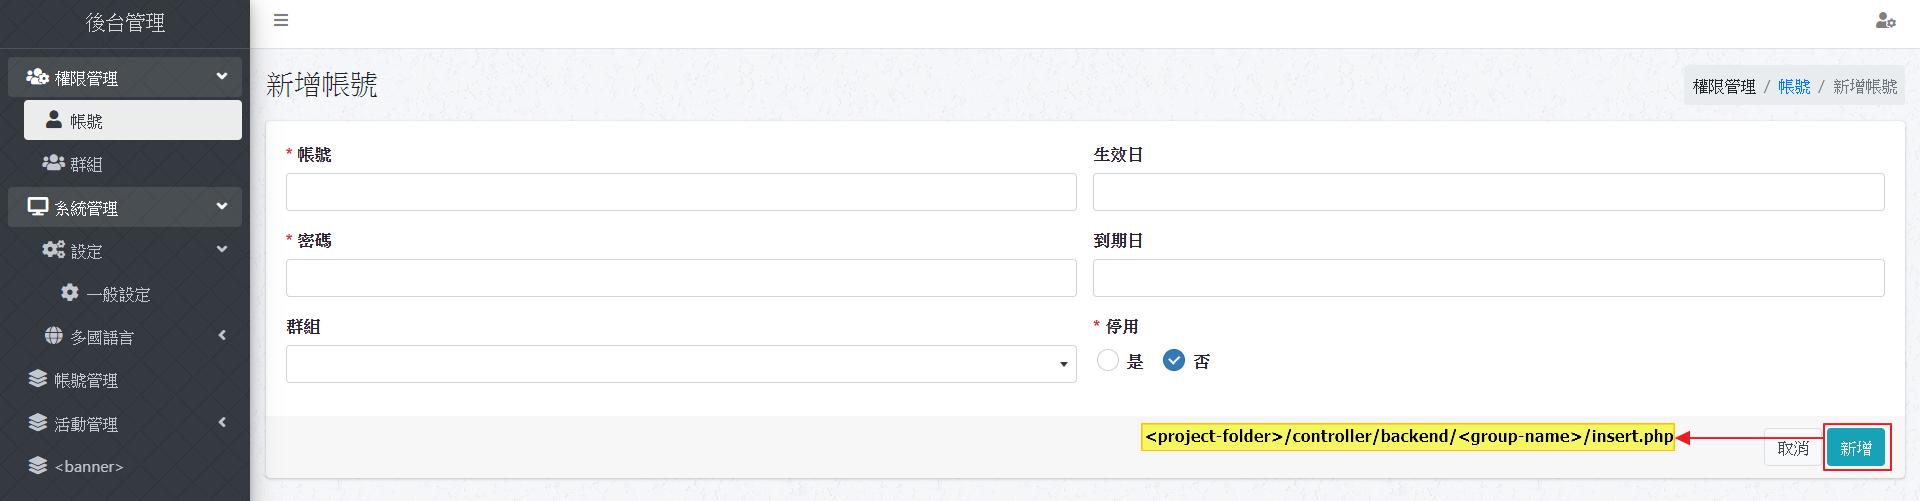 後台管理
權限管理
帳號
群組
系統管理
設定
一般設定
多國語言
帳號管理
活動管理
<banner>
新增帳號
權限管理 / 帳號 / 新增帳號
* 帳號
生效日
* 密碼
到期日
群組
* 停用
是 否
<project-folder>/controller/backend/<group-name>/insert.php
取消 新增